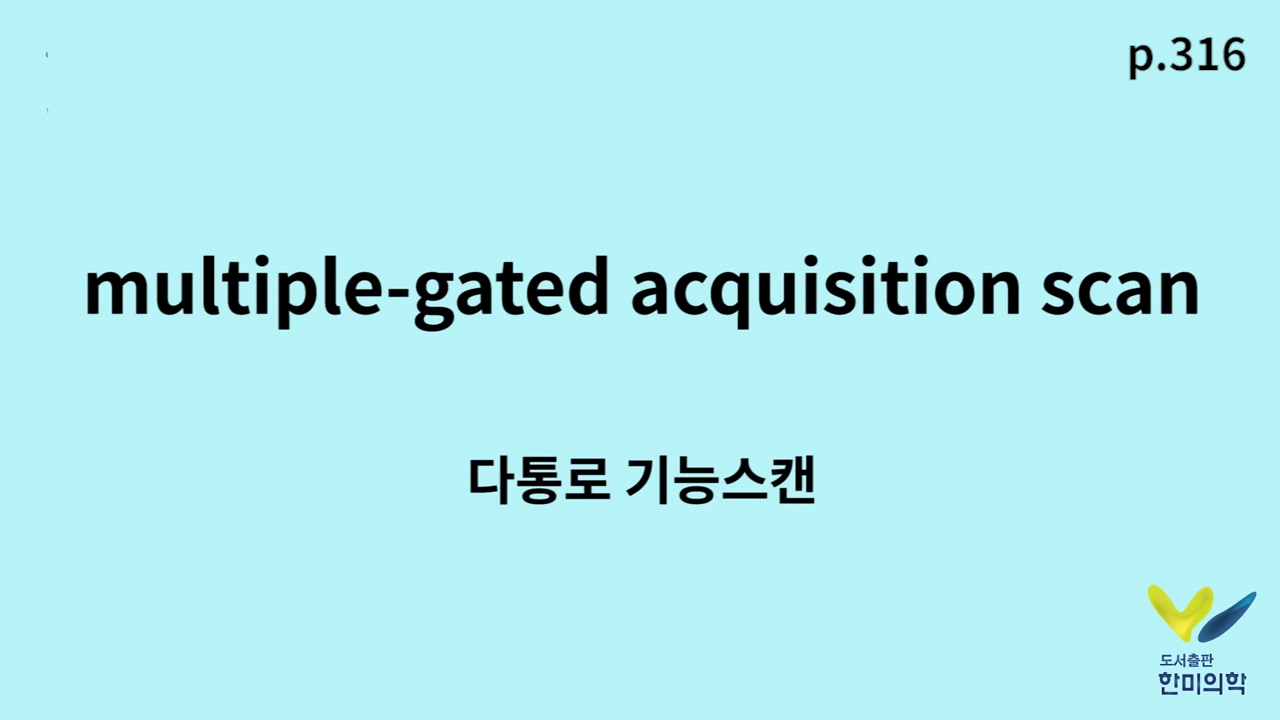 p.316
multiple-gated acquisition scan
다통로 기능스캔
도서출판
한미의학